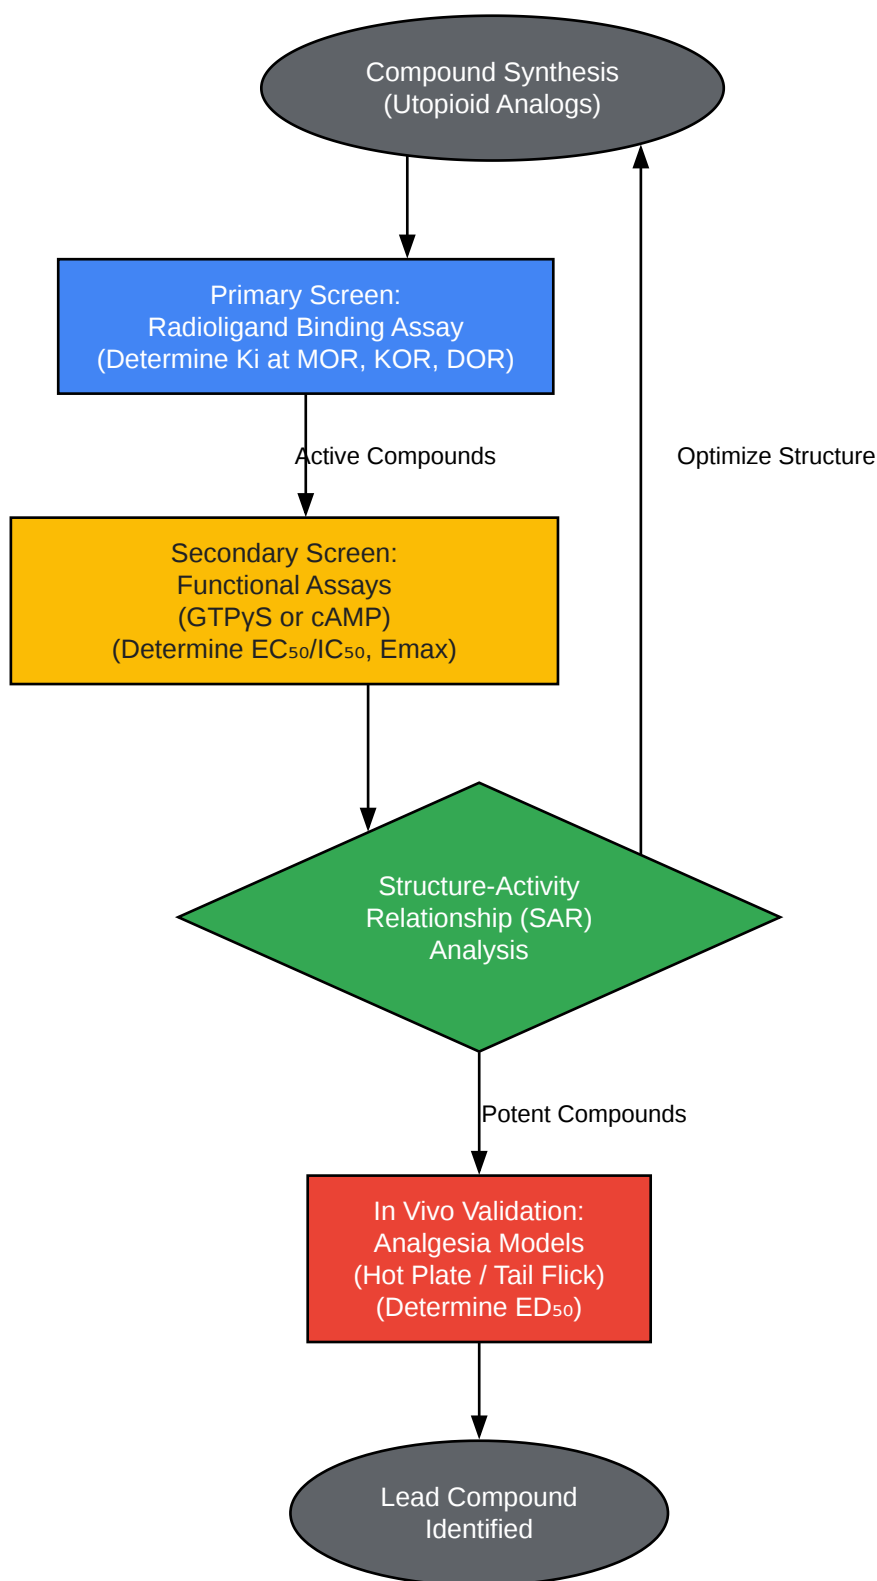 Compound Synthesis
(Utopioid Analogs)
Primary Screen:
Radioligand Binding Assay
(Determine Ki at MOR, KOR, DOR)
Active Compounds
Optimize Structure
Secondary Screen:
Functional Assays
(GTPγS or cAMP)
(Determine EC₅₀/IC₅₀, Emax)
Structure-Activity
Relationship (SAR)
Analysis
Potent Compounds
In Vivo Validation:
Analgesia Models
(Hot Plate / Tail Flick)
(Determine ED₅₀)
Lead Compound
Identified